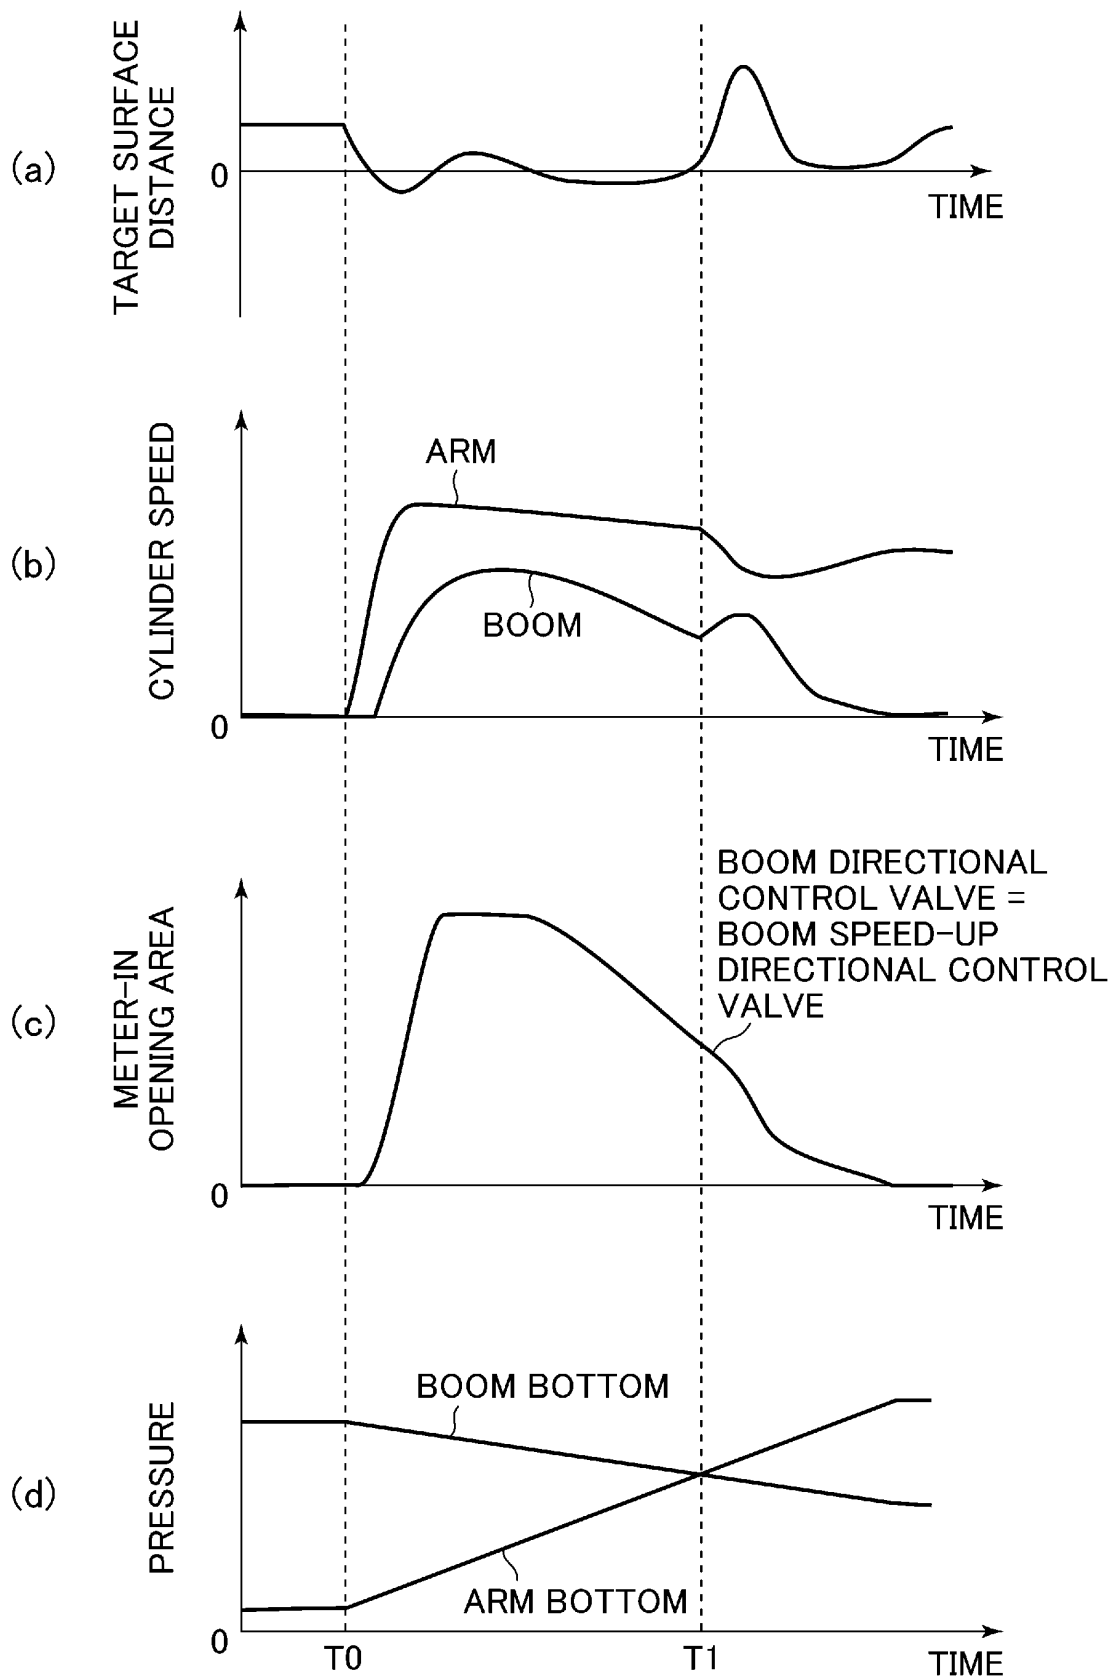 (a)
TARGET SURFACE
DISTANCE
0
TIME
(b)
CYLINDER SPEED
ARM
BOOM
0
TIME
(c)
METER-IN
OPENING AREA
BOOM DIRECTIONAL
CONTROL VALVE =
BOOM SPEED-UP
DIRECTIONAL CONTROL
VALVE
0
TIME
(d)
PRESSURE
BOOM BOTTOM
ARM BOTTOM
0
T0
T1
TIME